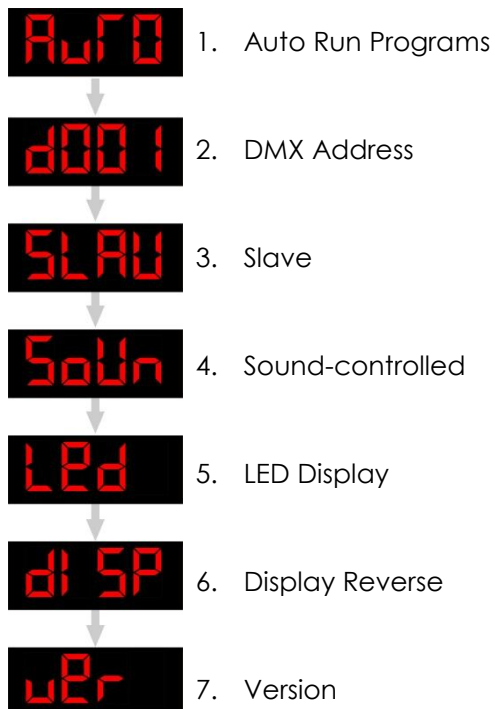 AuTO 1. Auto Run Programs
d001 2. DMX Address
SLAU 3. Slave
SoUn 4. Sound-controlled
Led 5. LED Display
dISP 6. Display Reverse
ver 7. Version